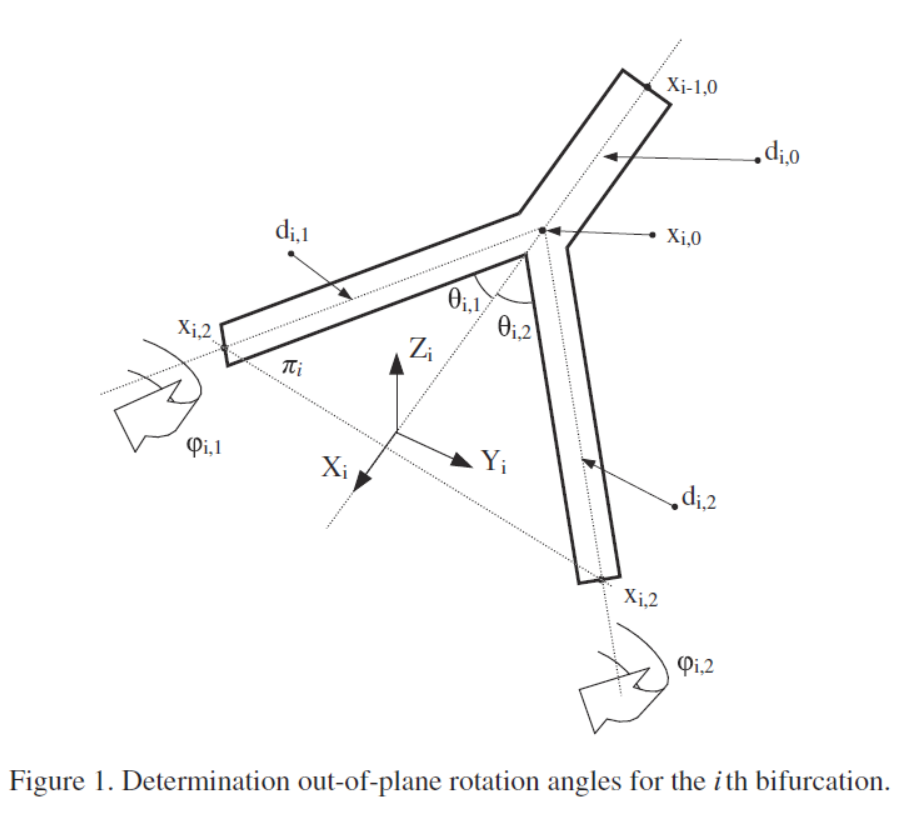 xi-1,0
di,0
di,1
xi,0
θi,1
θi,2
xi,2
πi
Zi
φi,1
Xi
Yi
di,2
xi,2
φi,2
Figure 1. Determination out-of-plane rotation angles for the ith bifurcation.